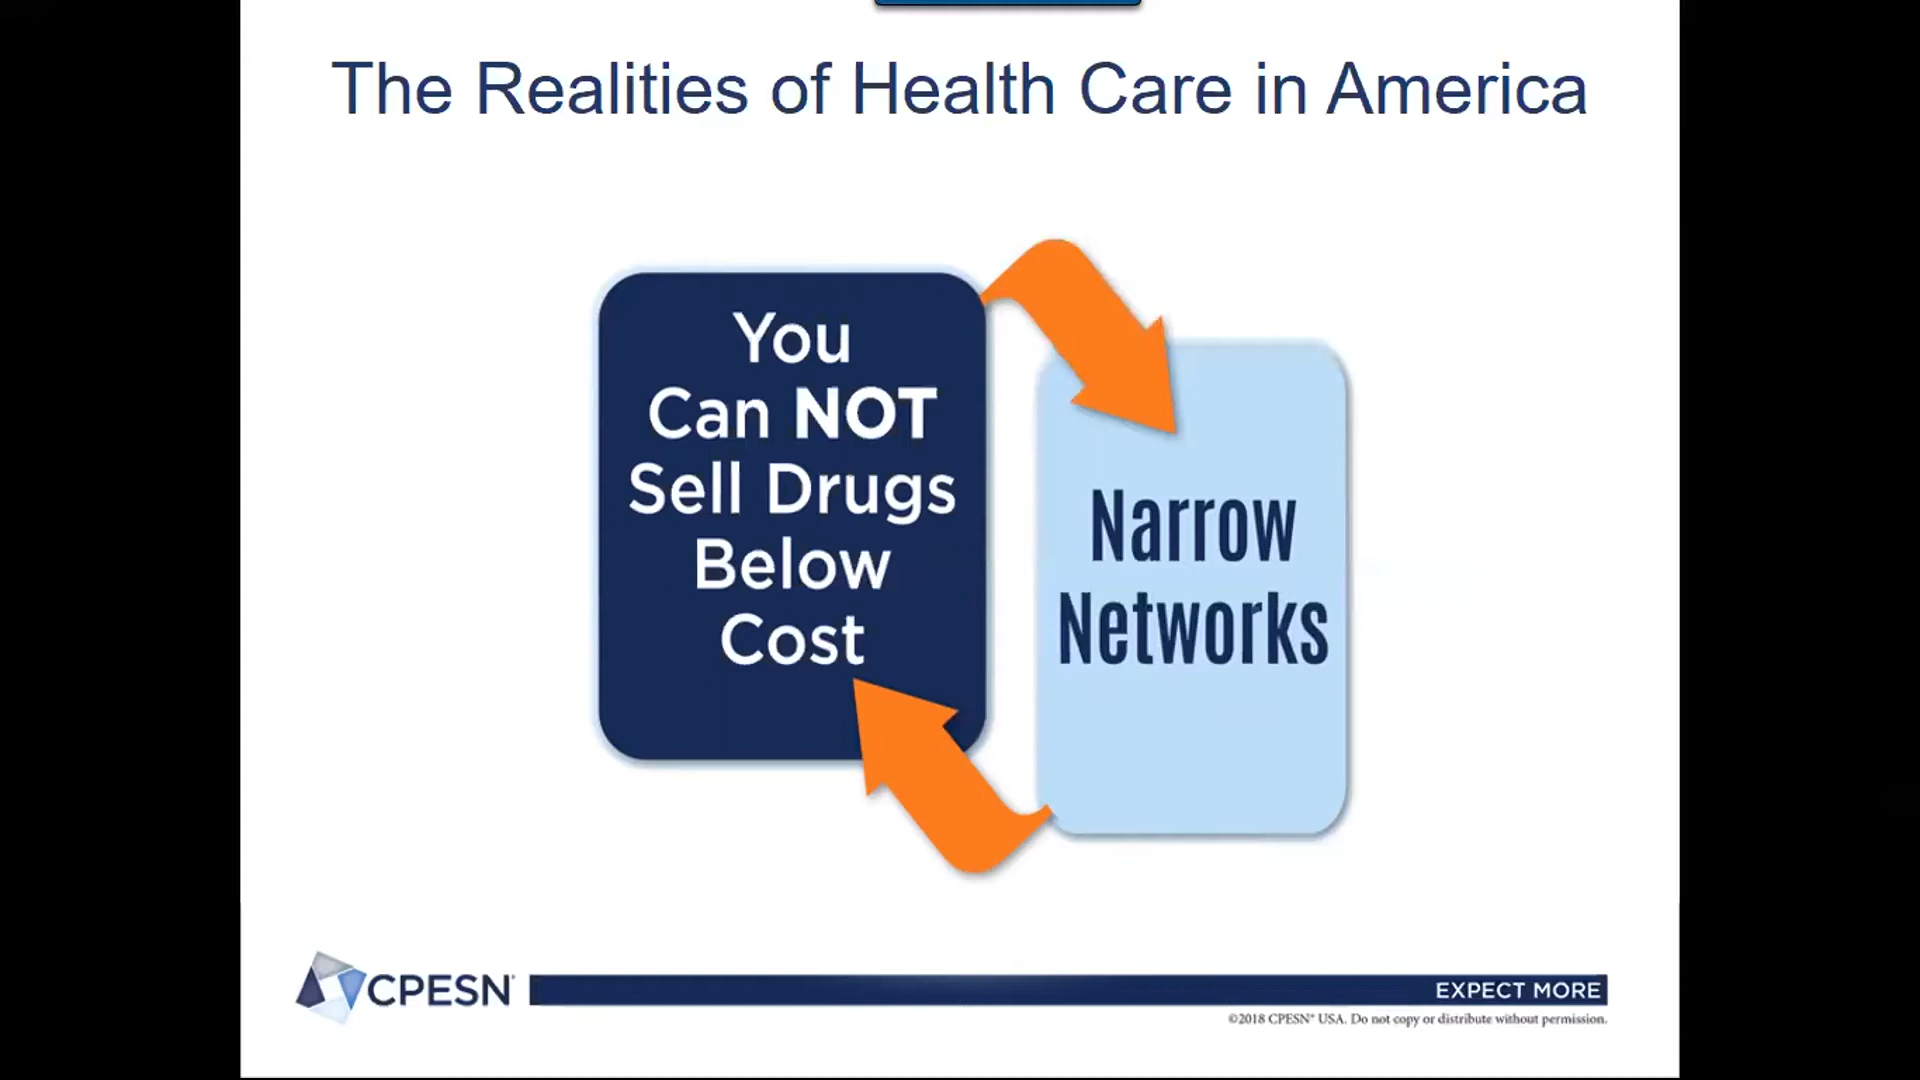 The Realities of Health Care in America
You
Can NOT
Sell Drugs
Below
Cost
Narrow
Networks
CPESN®
EXPECT MORE
©2018 CPESN® USA. Do not copy or distribute without permission.